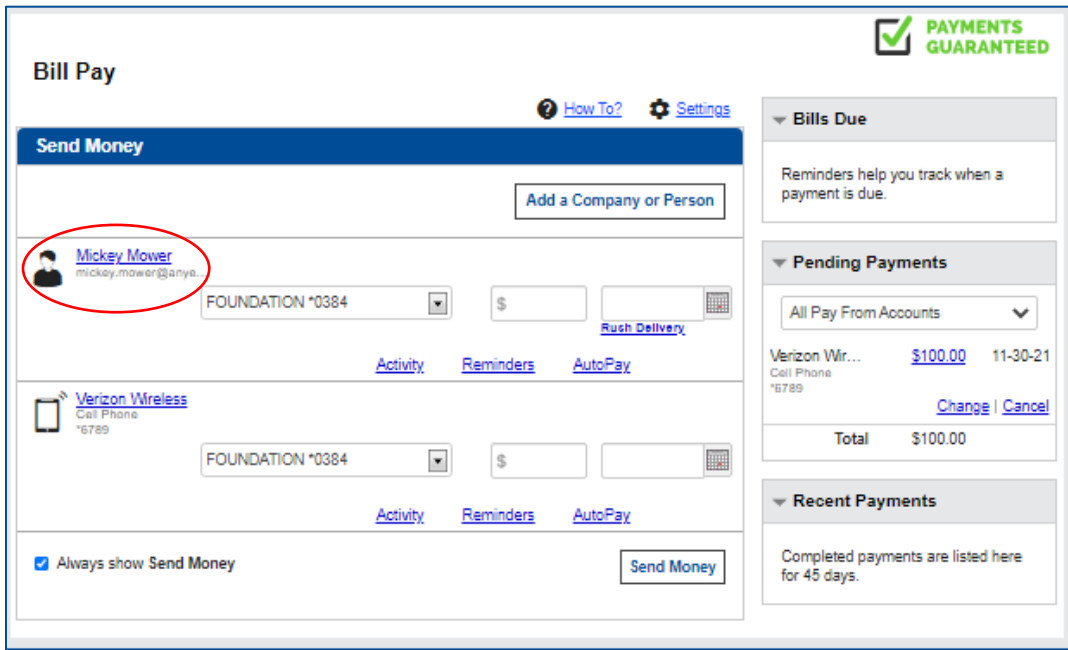 PAYMENTS
GUARANTEED
Bill Pay
How To? Settings
Send Money
Add a Company or Person
Mickey Mower
mickey.mower@anye...
FOUNDATION *0384 $
Rush Delivery
Activity Reminders AutoPay
Verizon Wireless
Cell Phone
*6789
FOUNDATION *0384 $
Activity Reminders AutoPay
Always show Send Money Send Money
Bills Due
Reminders help you track when a
payment is due.
Pending Payments
All Pay From Accounts
Verizon Wir... $100.00 11-30-21
Cell Phone
*6789
Change | Cancel
Total $100.00
Recent Payments
Completed payments are listed here
for 45 days.